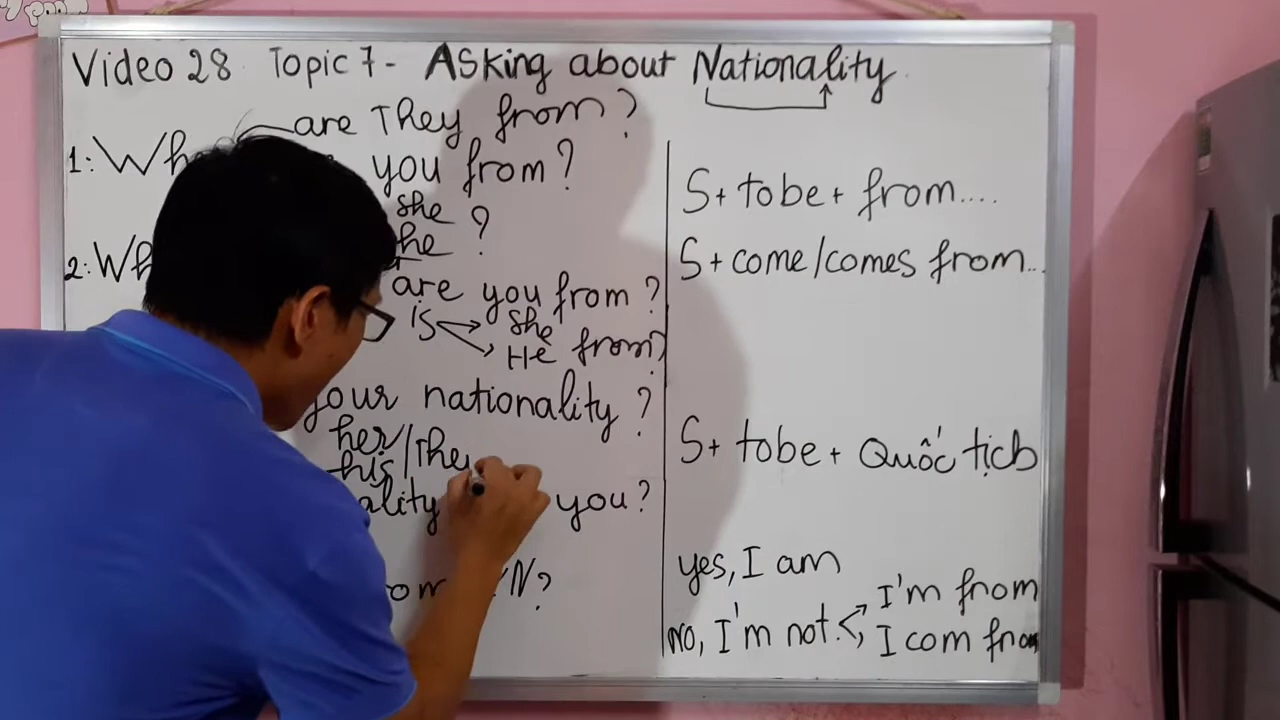 Video 28 Topic 7 - Asking about Nationality
are They from?
1: Wh you from?
she
he ?
2: Wh
are you from?
is she
He from?
your nationality?
her/The
his
ality you?
om VN?
S + tobe + from....
S + come/comes from...
S + tobe + Quốc tịch
yes, I am
no, I'm not. I'm from
I com from